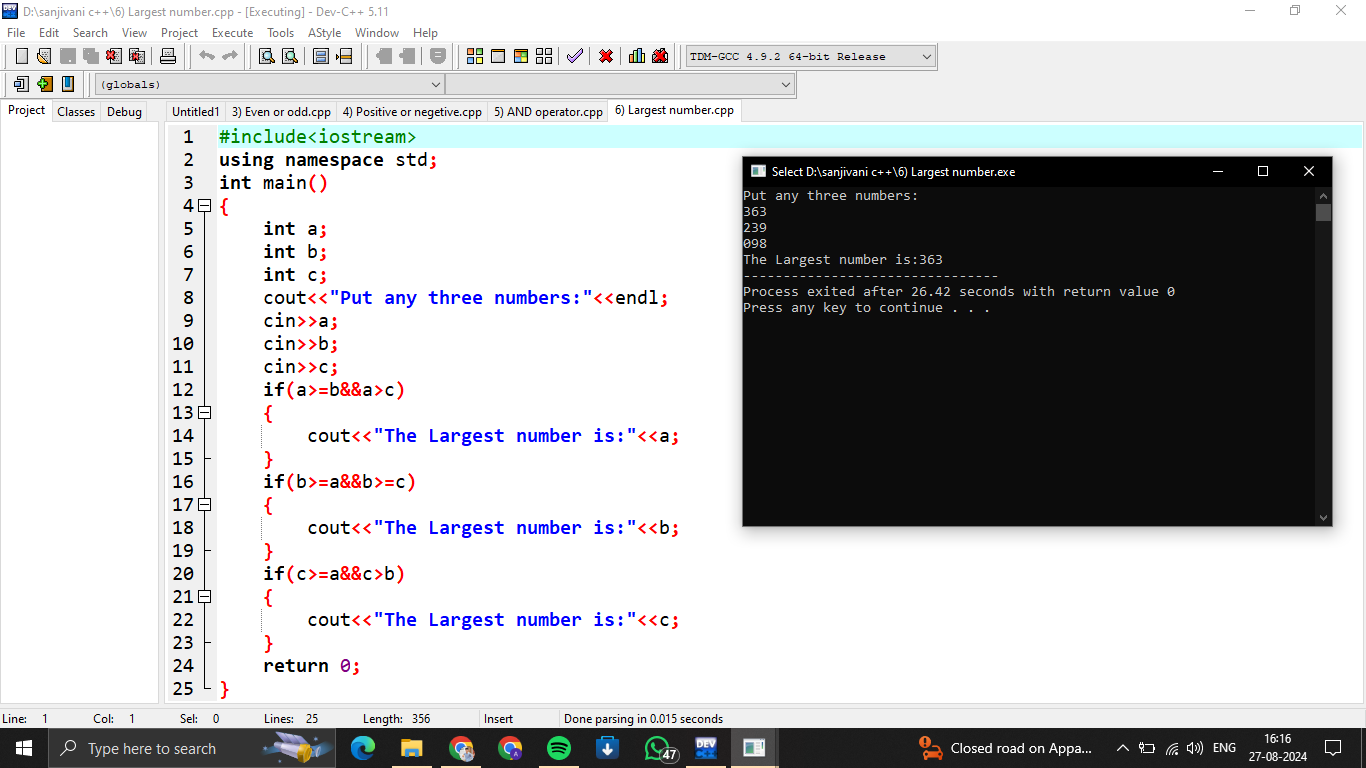 D:\sanjivani c++\6) Largest number.cpp - [Executing] - Dev-C++ 5.11
File Edit Search View Project Execute Tools AStyle Window Help
TDM-GCC 4.9.2 64-bit Release
(globals)
Project Classes Debug
Untitled1 3) Even or odd.cpp 4) Positive or negetive.cpp 5) AND operator.cpp 6) Largest number.cpp
1 #include<iostream>
2 using namespace std;
3 int main()
4 {
5 int a;
6 int b;
7 int c;
8 cout<<"Put any three numbers:"<<endl;
9 cin>>a;
10 cin>>b;
11 cin>>c;
12 if(a>=b&&a>c)
13 {
14 cout<<"The Largest number is:"<<a;
15 }
16 if(b>=a&&b>=c)
17 {
18 cout<<"The Largest number is:"<<b;
19 }
20 if(c>=a&&c>b)
21 {
22 cout<<"The Largest number is:"<<c;
23 }
24 return 0;
25 }
Select D:\sanjivani c++\6) Largest number.exe
Put any three numbers:
363
239
098
The Largest number is:363
--------------------------------
Process exited after 26.42 seconds with return value 0
Press any key to continue . . .
Line: 1 Col: 1 Sel: 0 Lines: 25 Length: 356 Insert Done parsing in 0.015 seconds
Type here to search
47
DEV
Closed road on Appa...
ENG
16:16
27-08-2024